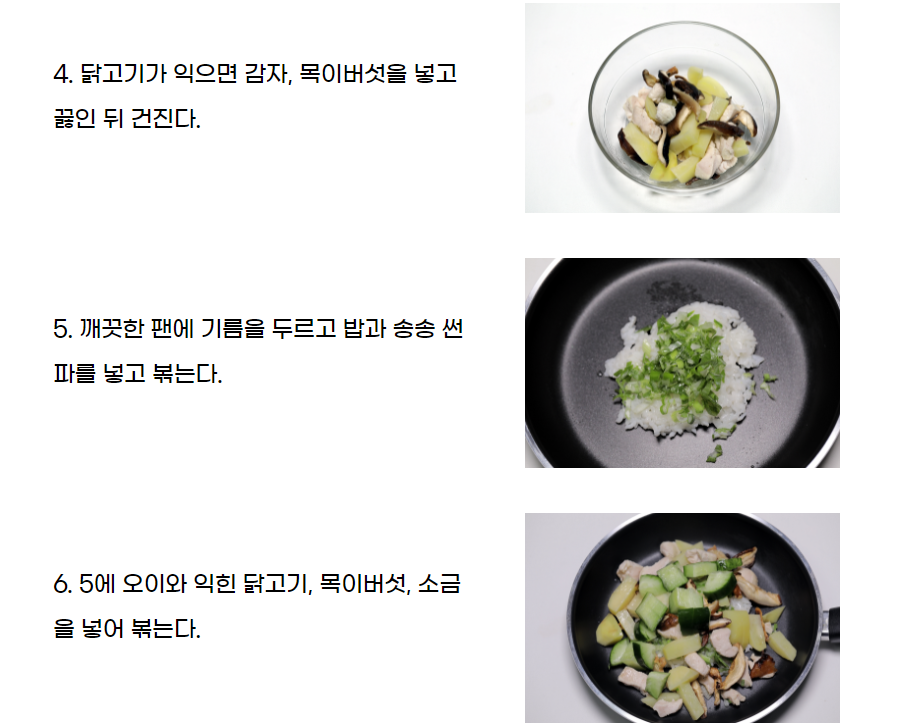 4. 닭고기가 익으면 감자, 목이버섯을 넣고
끓인 뒤 건진다.
5. 깨끗한 팬에 기름을 두르고 밥과 송송 썬
파를 넣고 볶는다.
6. 5에 오이와 익힌 닭고기, 목이버섯, 소금
을 넣어 볶는다.